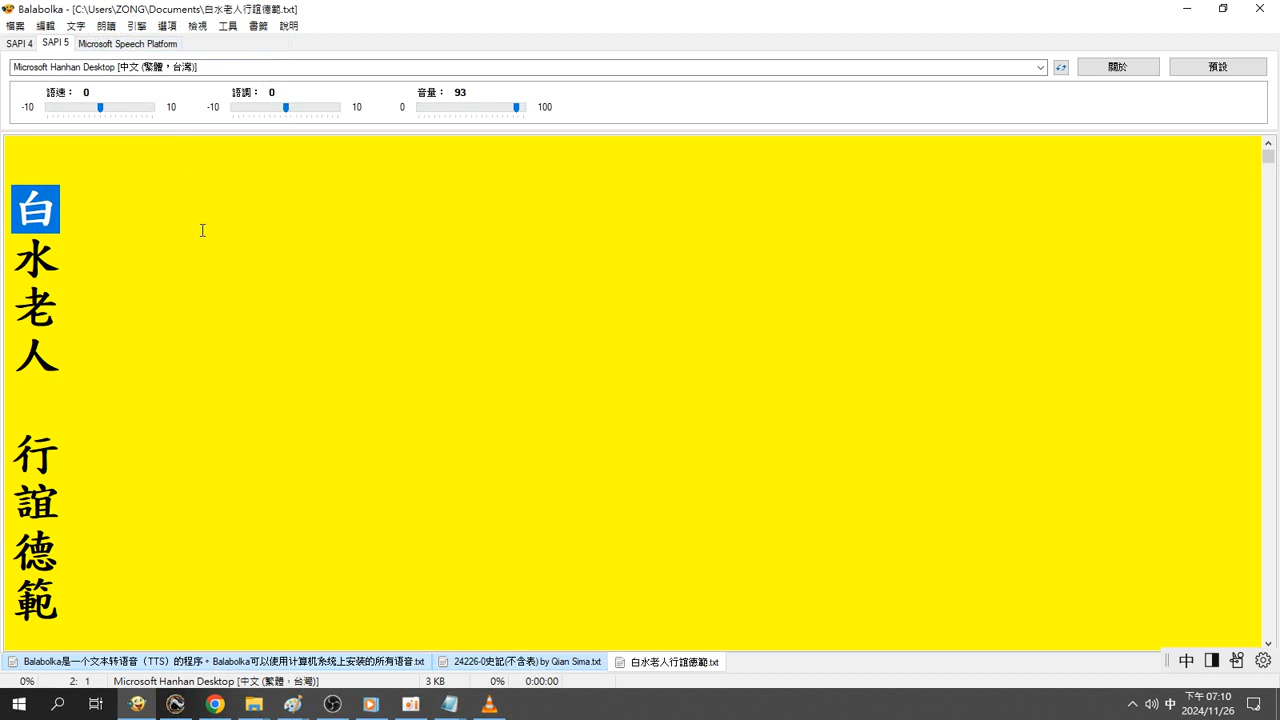 Balabolka - [C:\Users\ZONG\Documents\白水老人行誼德範.txt]
檔案 編輯 文字 朗讀 引擎 選項 檢視 工具 書籤 說明
SAPI 4 SAPI 5 Microsoft Speech Platform
Microsoft Hanhan Desktop [中文 (繁體，台灣)] 關於 預設
語速： 0 語調： 0 音量： 93
-10 10 -10 10 0 100
白
水
老
人
行
誼
德
範
Balabolka是一个文本转语音（TTS）的程序。Balabolka可以使用计算机系统上安装的所有语音.txt 24226-0史記(不含表) by Qian Sima.txt 白水老人行誼德範.txt 中
0% 2: 1 Microsoft Hanhan Desktop [中文 (繁體，台灣)] 3 KB 0% 0:00:00
中 下午 07:10
2024/11/26